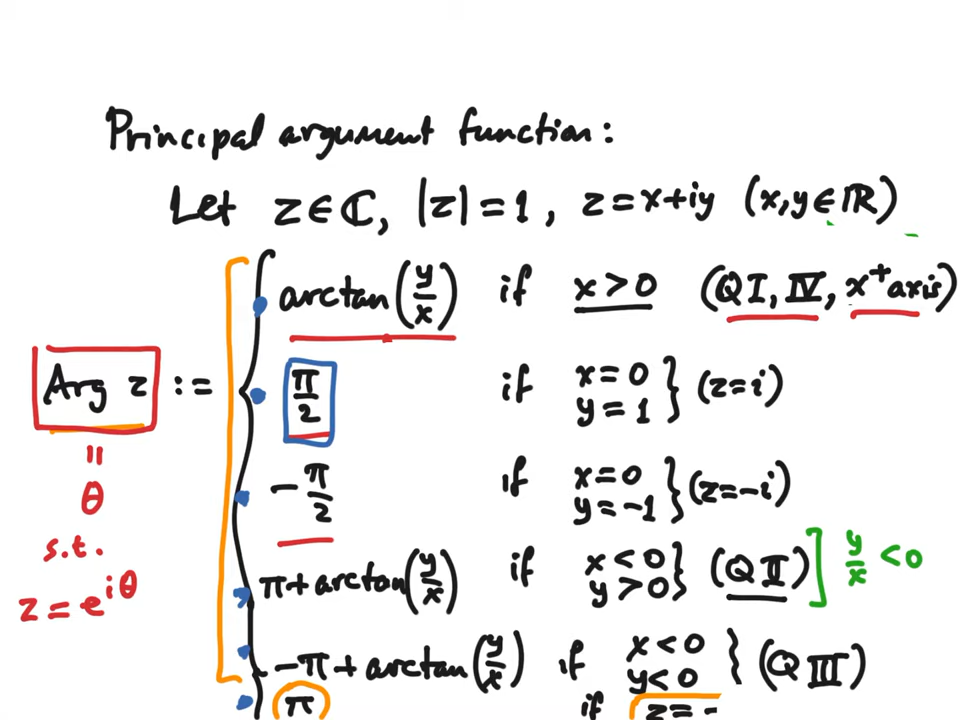 Principal argument function:
Let z∈ℂ, |z|=1, z=x+iy (x,y∈ℝ)
arctan(y/x) if x>0 (QI, IV, x⁺axis)
Arg z := π/2 if x=0 y=1 } (z=i)
-π/2 if x=0 y=-1 } (z=-i)
π+arctan(y/x) if x<0 y>0 } (QII) ] y/x <0
-π+arctan(y/x) if x<0 y<0 } (QIII)
π if z=-
=
θ
s.t.
z=e^{iθ}